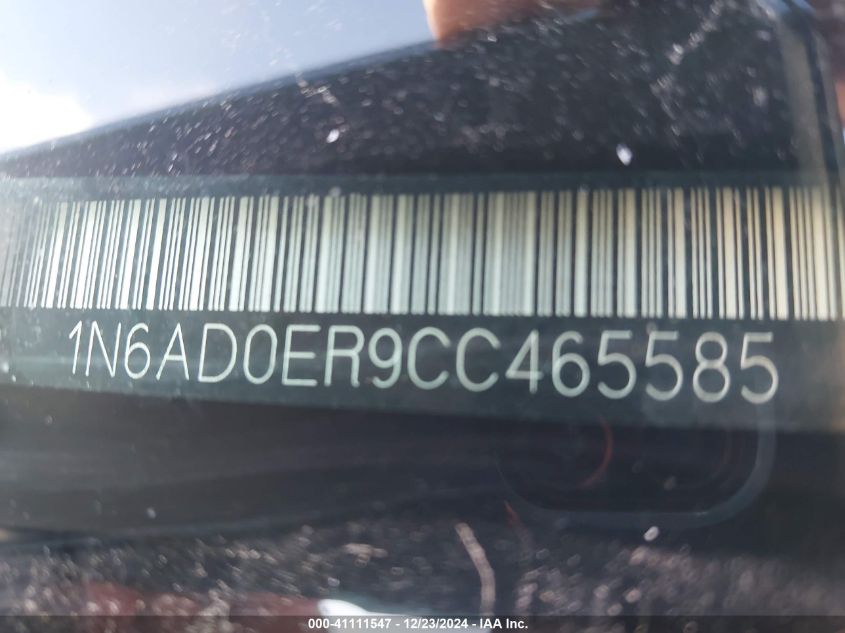 1N6AD0ER9CC465585
000-41111547 - 12/23/2024 - IAA Inc.